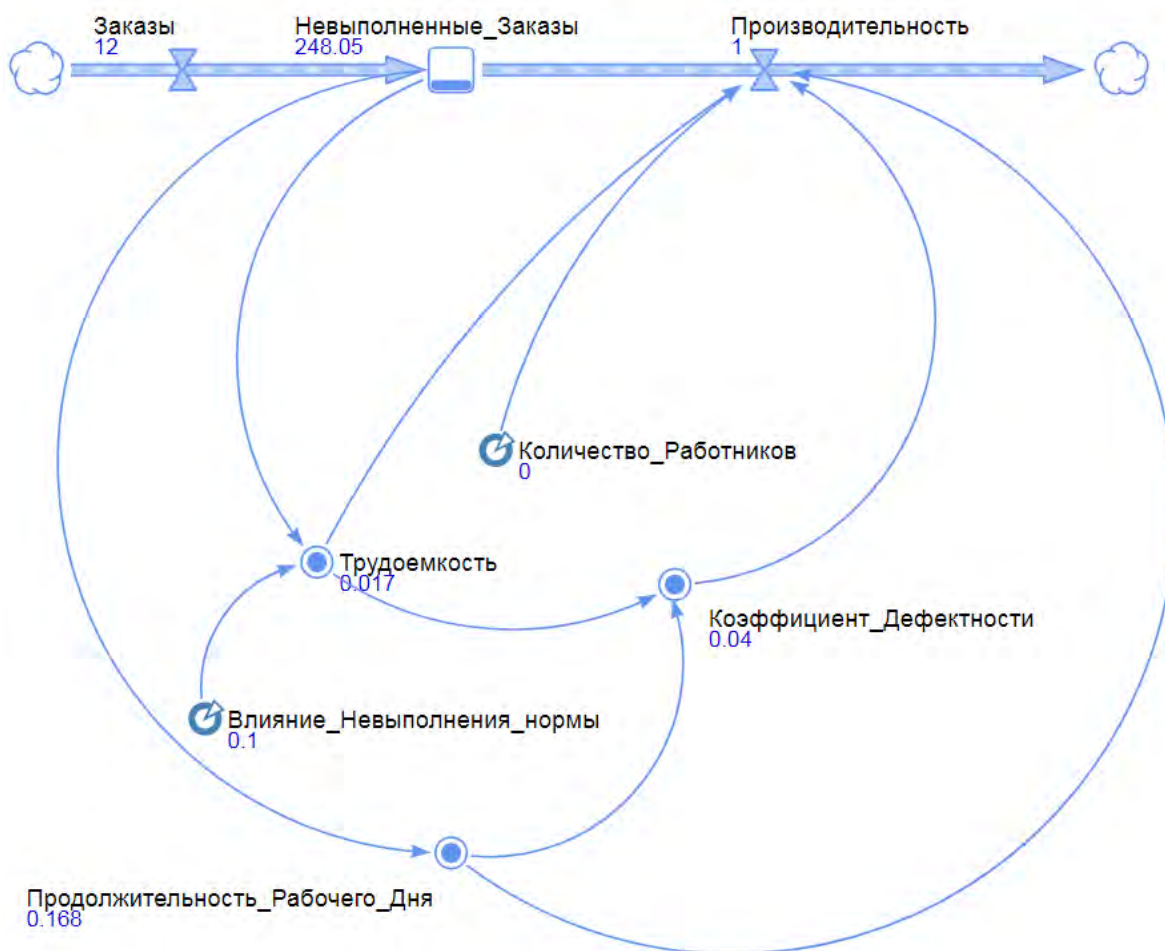 Заказы
12
Невыполненные_Заказы
248.05
Производительность
1
Количество_Работников
0
Трудоемкость
0.017
Коэффициент_Дефектности
0.04
Влияние_Невыполнения_нормы
0.1
Продолжительность_Рабочего_Дня
0.168